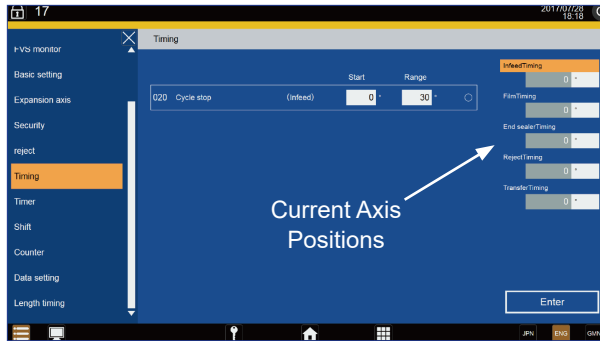 17
2017/07/28
18:18
FVS monitor
Basic setting
Expansion axis
Security
reject
Timing
Timer
Shift
Counter
Data setting
Length timing
Timing
Start Range
020 Cycle stop (Infeed) 0 ° 30 °
InfeedTiming
0 °
FilmTiming
0 °
End sealerTiming
0 °
RejectTiming
0 °
TransferTiming
0 °
Current Axis
Positions
Enter
JPN ENG GMN